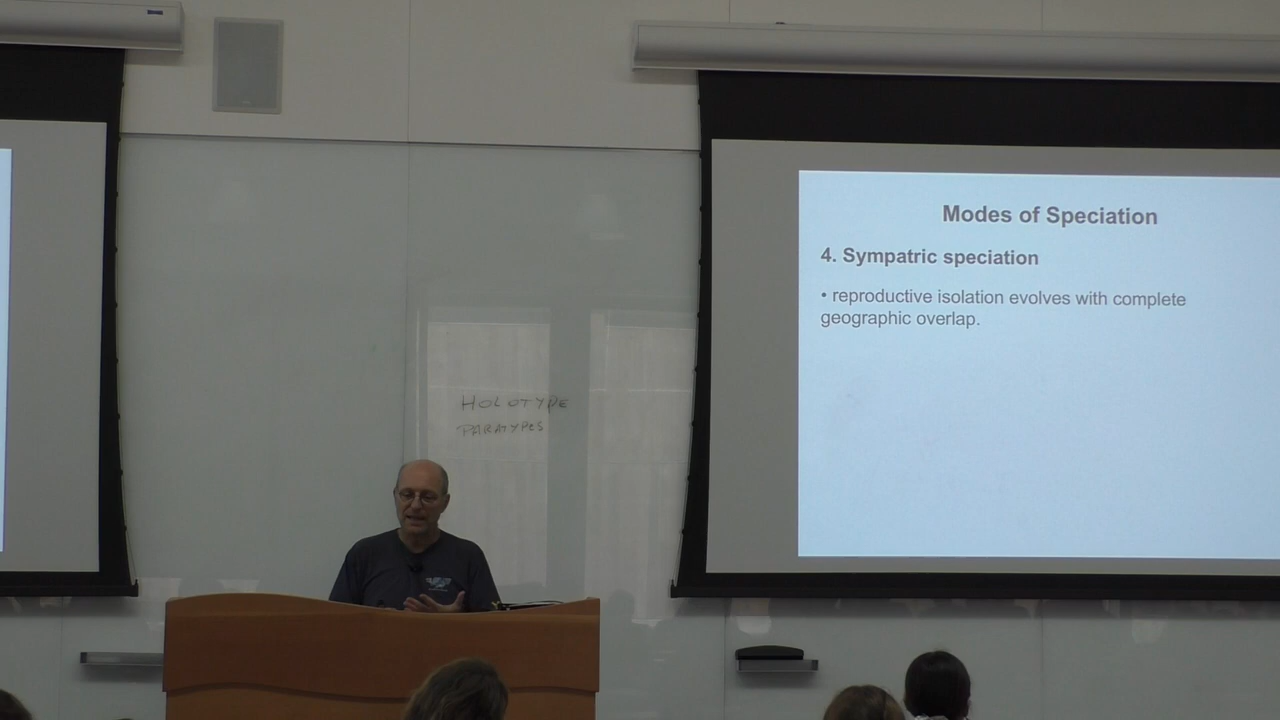 HOLOTYPE
PARATYPES
Modes of Speciation
4. Sympatric speciation
• reproductive isolation evolves with complete
geographic overlap.